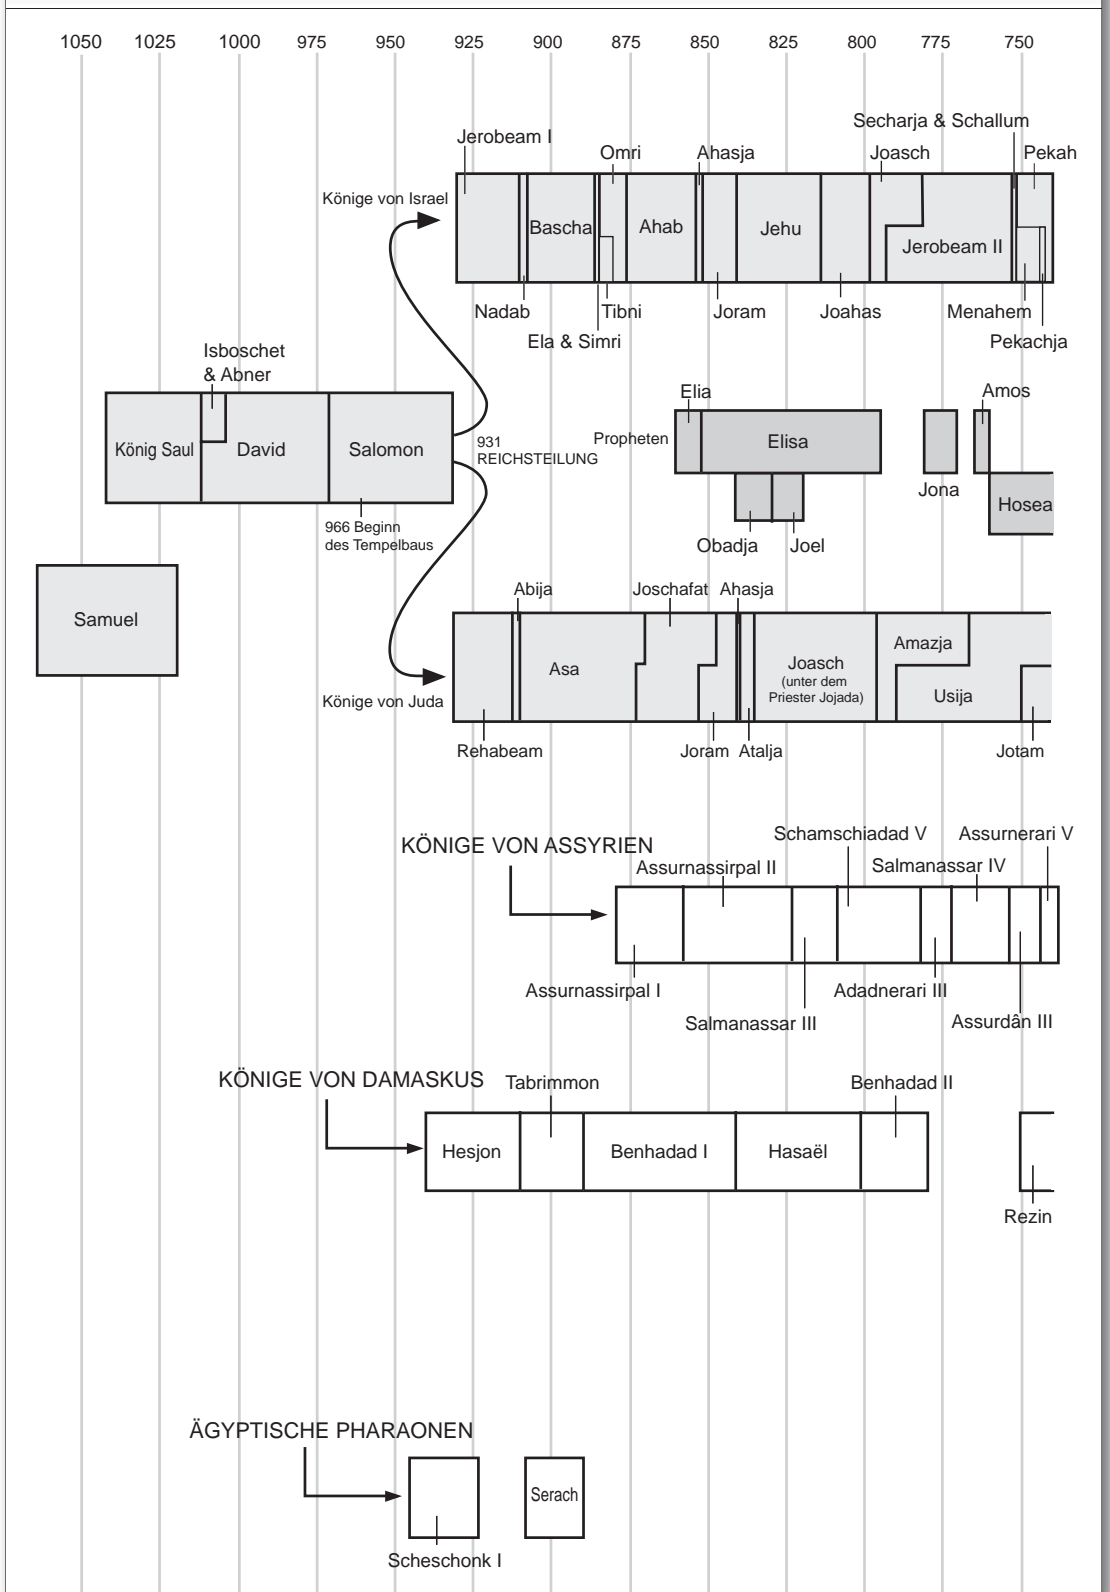 1050 1025 1000 975 950 925 900 875 850 825 800 775 750
Secharja & Schallum
Jerobeam I
Omri
Ahasja
Joasch
Pekah
Könige von Israel
Bascha
Ahab
Jehu
Jerobeam II
Nadab
Tibni
Joram
Joahas
Menahem
Ela & Simri
Pekachja
Isboschet
& Abner
König Saul
David
Salomon
931
REICHSTEILUNG
966 Beginn
des Tempelbaus
Propheten
Elia
Elisa
Amos
Jona
Hosea
Obadja
Joel
Samuel
Abija
Joschafat
Ahasja
Asa
Joasch
(unter dem
Priester Jojada)
Amazja
Usija
Könige von Juda
Rehabeam
Joram
Atalja
Jotam
KÖNIGE VON ASSYRIEN
Schamschiadad V
Assurnerari V
Assurnassirpal II
Salmanassar IV
Assurnassirpal I
Adadnerari III
Salmanassar III
Assurdân III
KÖNIGE VON DAMASKUS
Tabrimmon
Benhadad II
Hesjon
Benhadad I
Hasaël
Rezin
ÄGYPTISCHE PHARAONEN
Serach
Scheschonk I